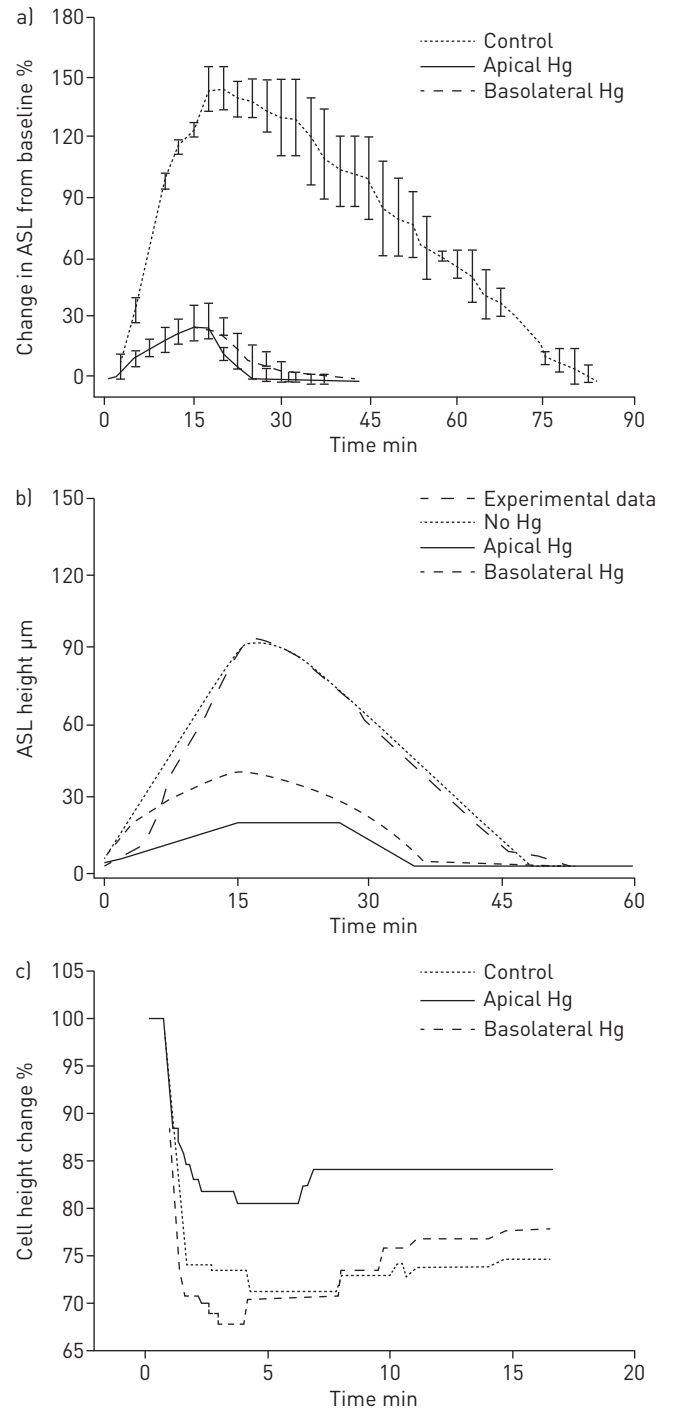 a)
180
150
120
90
60
30
0
Change in ASL from baseline %
Control
Apical Hg
Basolateral Hg
0 15 30 45 60 75 90
Time min
b)
150
120
90
60
30
0
ASL height µm
Experimental data
No Hg
Apical Hg
Basolateral Hg
0 15 30 45 60
Time min
c)
105
100
95
90
85
80
75
70
65
Cell height change %
Control
Apical Hg
Basolateral Hg
0 5 10 15 20
Time min